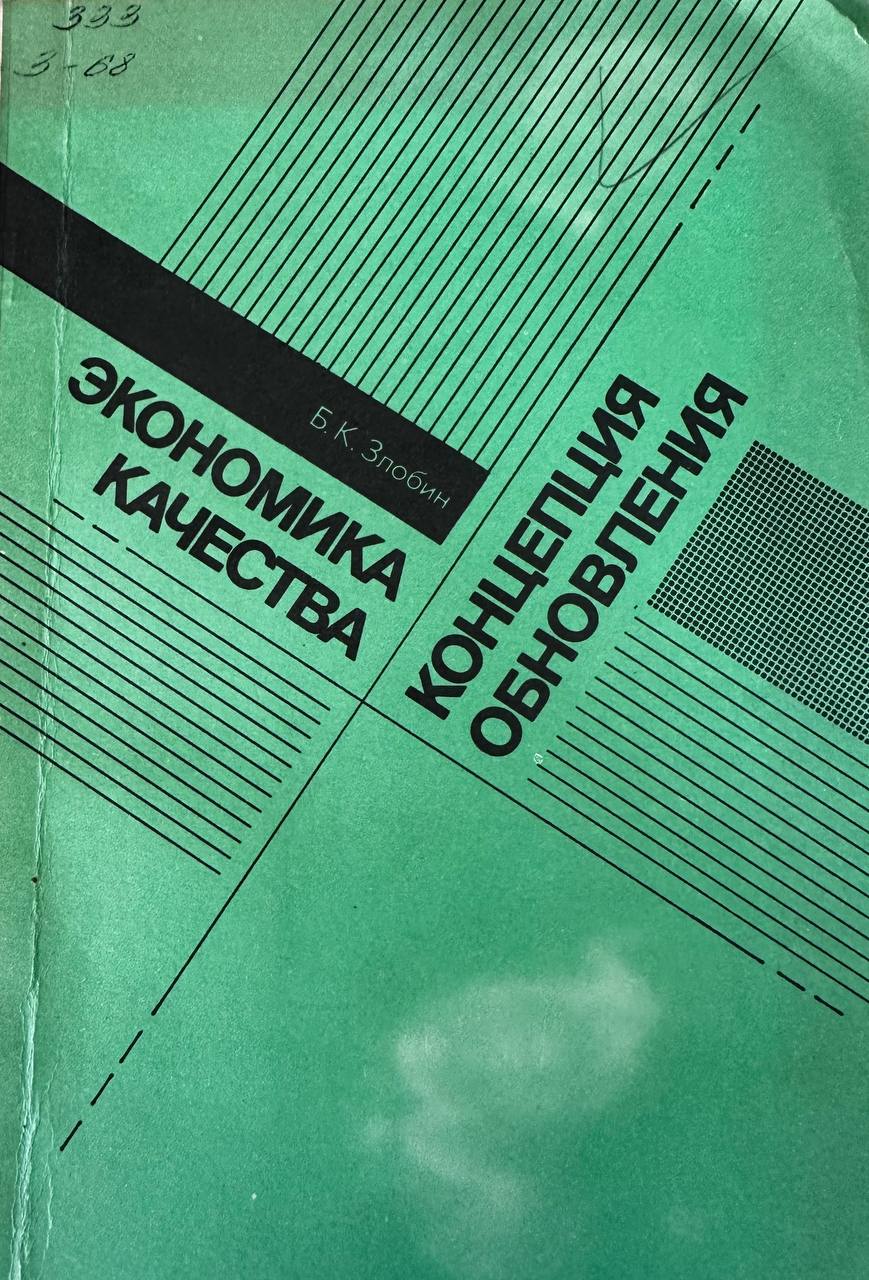 333
З-68
Б.К. Злобин
ЭКОНОМИКА
КАЧЕСТВА
КОНЦЕПЦИЯ
ОБНОВЛЕНИЯ